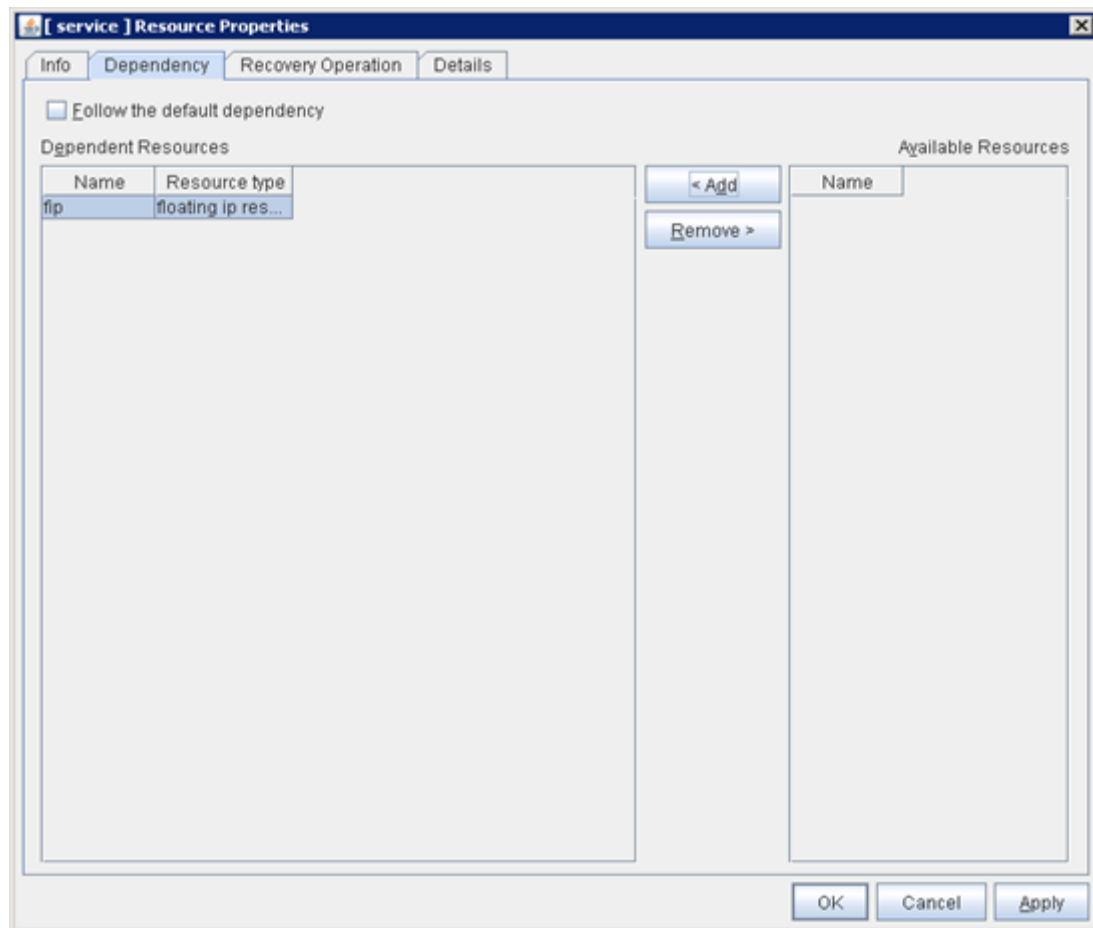 [ service ] Resource Properties
Info Dependency Recovery Operation Details
Follow the default dependency
Dependent Resources Available Resources
Name Resource type < Add Name
fip floating ip res...
Remove >
OK Cancel Apply